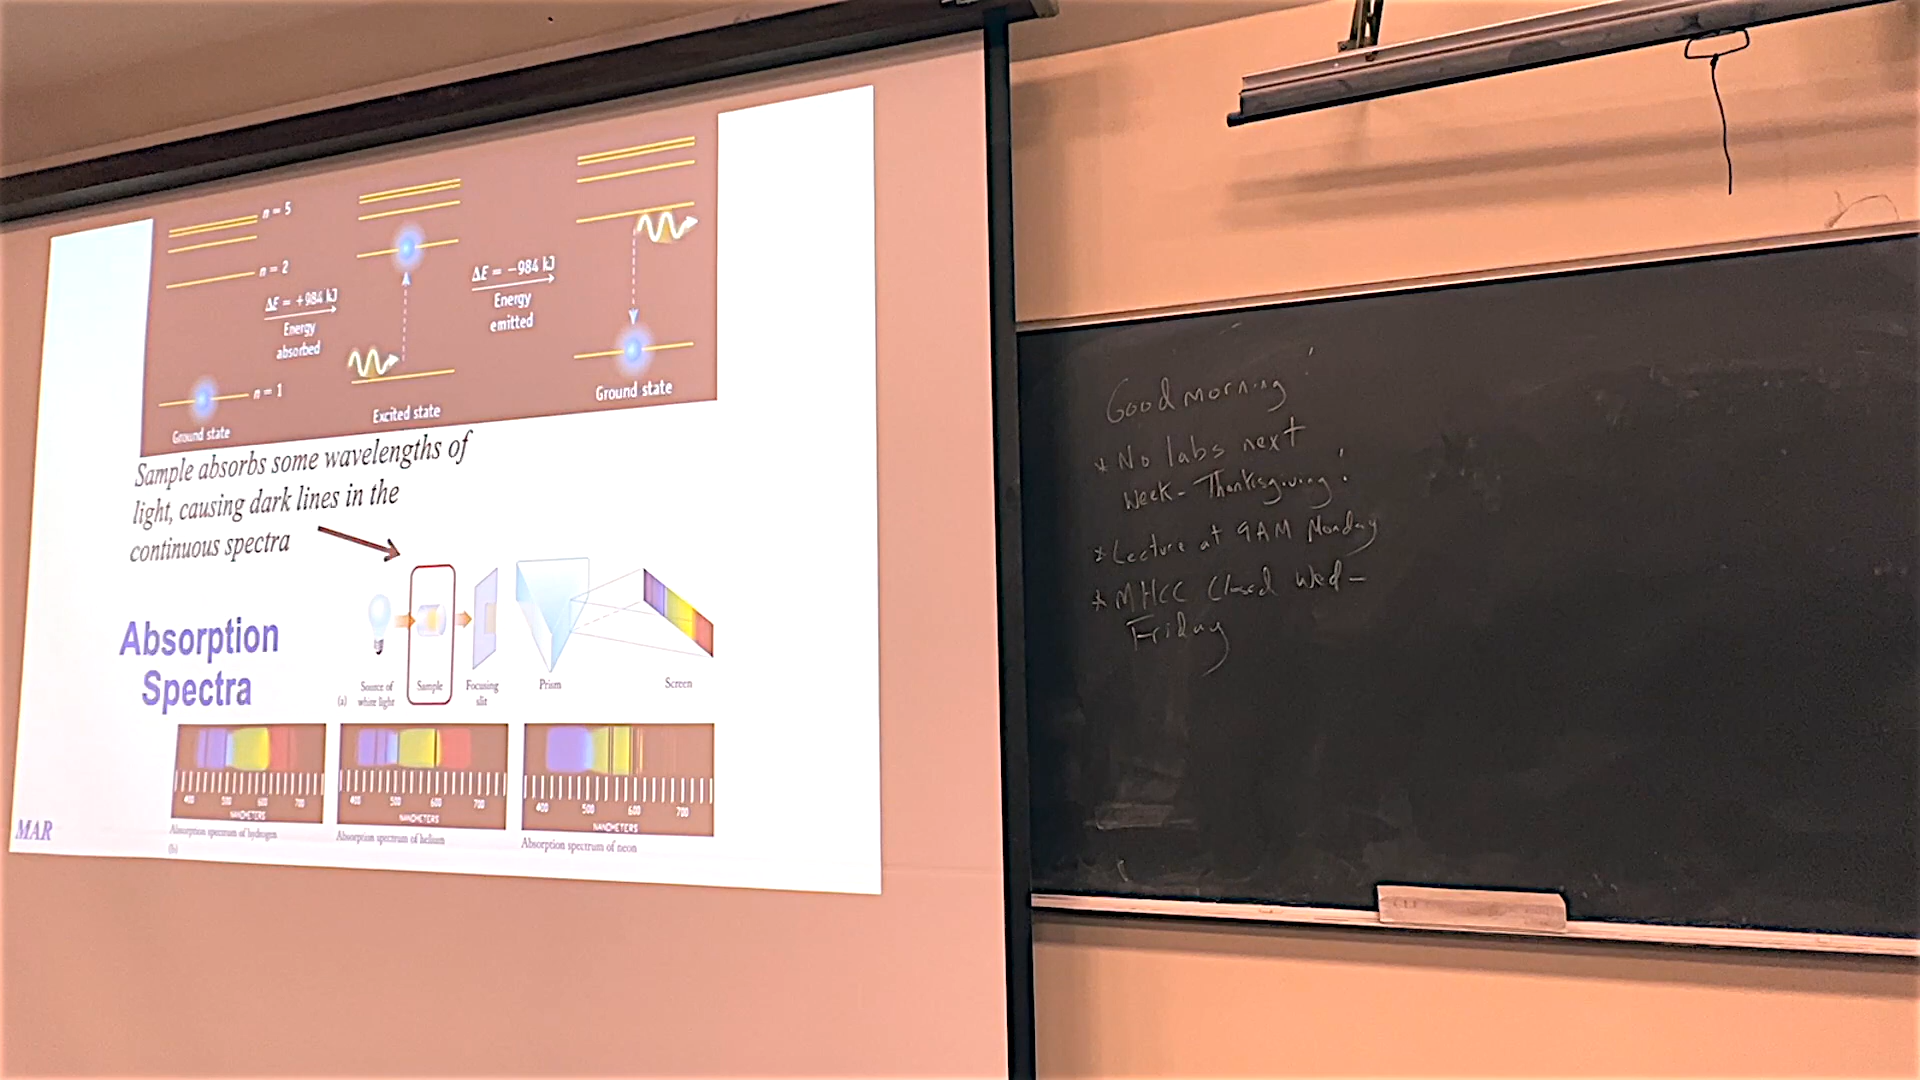 n = 5
n = 2
ΔE = +984 kJ
Energy
absorbed
n = 1
Ground state
Excited state
ΔE = −984 kJ
Energy
emitted
Ground state
Sample absorbs some wavelengths of
light, causing dark lines in the
continuous spectra
Absorption
Spectra
(a)
Source of
white light
Sample
Focusing
slit
Prism
Screen
400 500 600 700
NANOMETERS
Absorption spectrum of hydrogen
(b)
400 500 600 700
NANOMETERS
Absorption spectrum of helium
400 500 600 700
NANOMETERS
Absorption spectrum of neon
MAR
Good morning!
* No labs next
week - Thanksgiving!
* Lecture at 9AM Monday
* MHCC Closed Wed -
Friday